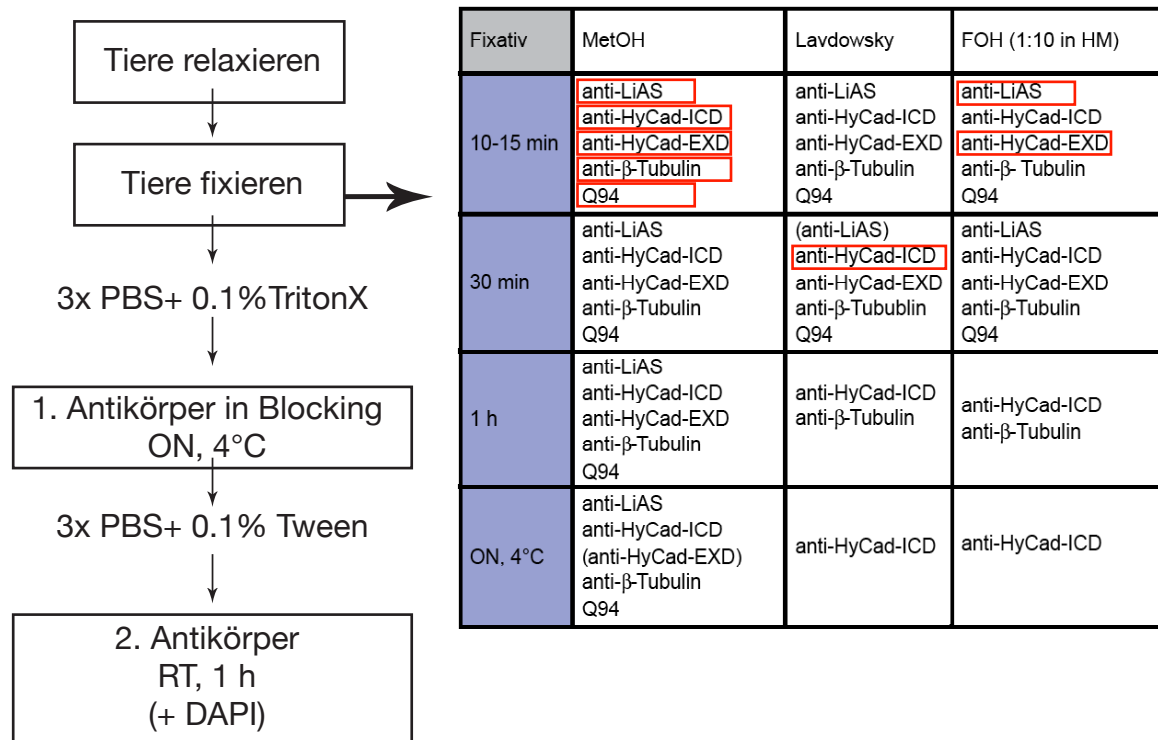 Tiere relaxieren
Tiere fixieren
3x PBS+ 0.1%TritonX
1. Antikörper in Blocking
ON, 4°C
3x PBS+ 0.1% Tween
2. Antikörper
RT, 1 h
(+ DAPI)
Fixativ
MetOH
Lavdowsky
FOH (1:10 in HM)
10-15 min
anti-LiAS
anti-HyCad-ICD
anti-HyCad-EXD
anti-β-Tubulin
Q94
anti-LiAS
anti-HyCad-ICD
anti-HyCad-EXD
anti-β-Tubulin
Q94
anti-LiAS
anti-HyCad-ICD
anti-HyCad-EXD
anti-β- Tubulin
Q94
30 min
anti-LiAS
anti-HyCad-ICD
anti-HyCad-EXD
anti-β-Tubulin
Q94
(anti-LiAS)
anti-HyCad-ICD
anti-HyCad-EXD
anti-β-Tubublin
Q94
anti-LiAS
anti-HyCad-ICD
anti-HyCad-EXD
anti-β-Tubulin
Q94
1 h
anti-LiAS
anti-HyCad-ICD
anti-HyCad-EXD
anti-β-Tubulin
Q94
anti-HyCad-ICD
anti-β-Tubulin
anti-HyCad-ICD
anti-β-Tubulin
ON, 4°C
anti-LiAS
anti-HyCad-ICD
(anti-HyCad-EXD)
anti-β-Tubulin
Q94
anti-HyCad-ICD
anti-HyCad-ICD